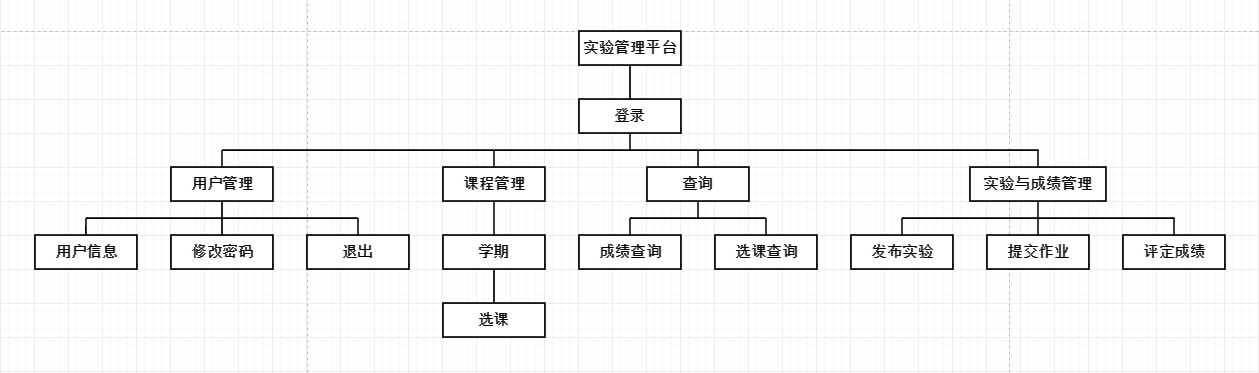 实验管理平台
登录
用户管理
课程管理
查询
实验与成绩管理
用户信息
修改密码
退出
学期
成绩查询
选课查询
发布实验
提交作业
评定成绩
选课